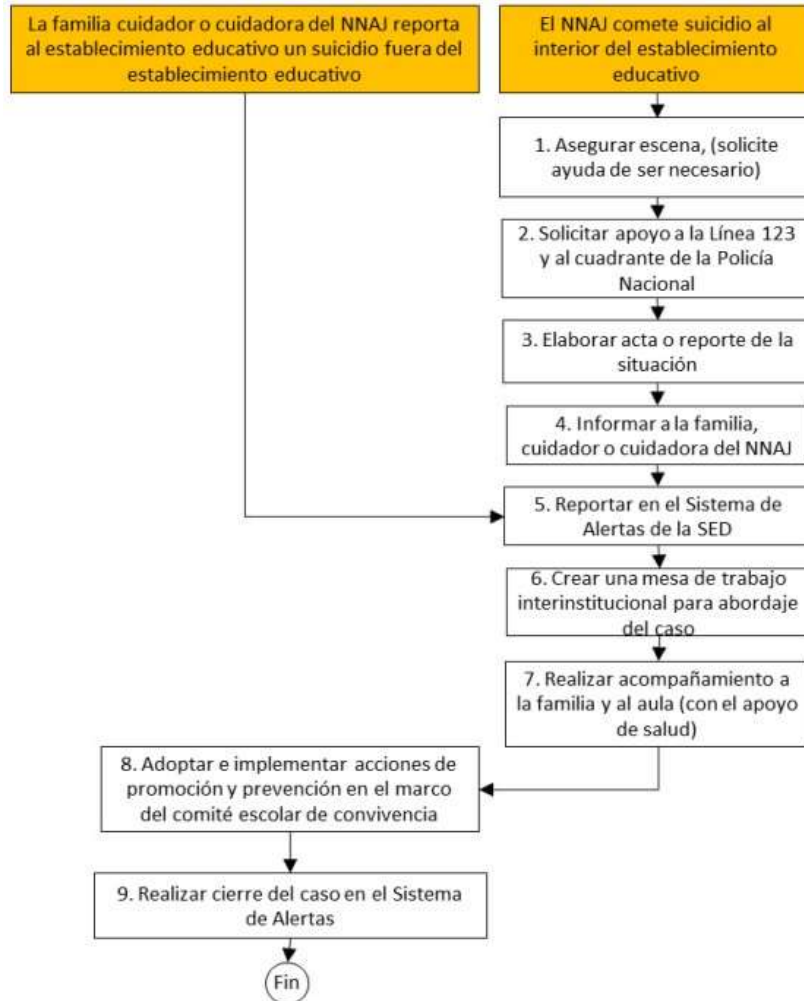 La familia cuidador o cuidadora del NNAJ reporta
al establecimiento educativo un suicidio fuera del
establecimiento educativo
El NNAJ comete suicidio al
interior del establecimiento
educativo
1. Asegurar escena, (solicite
ayuda de ser necesario)
2. Solicitar apoyo a la Línea 123
y al cuadrante de la Policía
Nacional
3. Elaborar acta o reporte de la
situación
4. Informar a la familia,
cuidador o cuidadora del NNAJ
5. Reportar en el Sistema de
Alertas de la SED
6. Crear una mesa de trabajo
interinstitucional para abordaje
del caso
7. Realizar acompañamiento a
la familia y al aula (con el apoyo
de salud)
8. Adoptar e implementar acciones de
promoción y prevención en el marco
del comité escolar de convivencia
9. Realizar cierre del caso en el Sistema
de Alertas
Fin